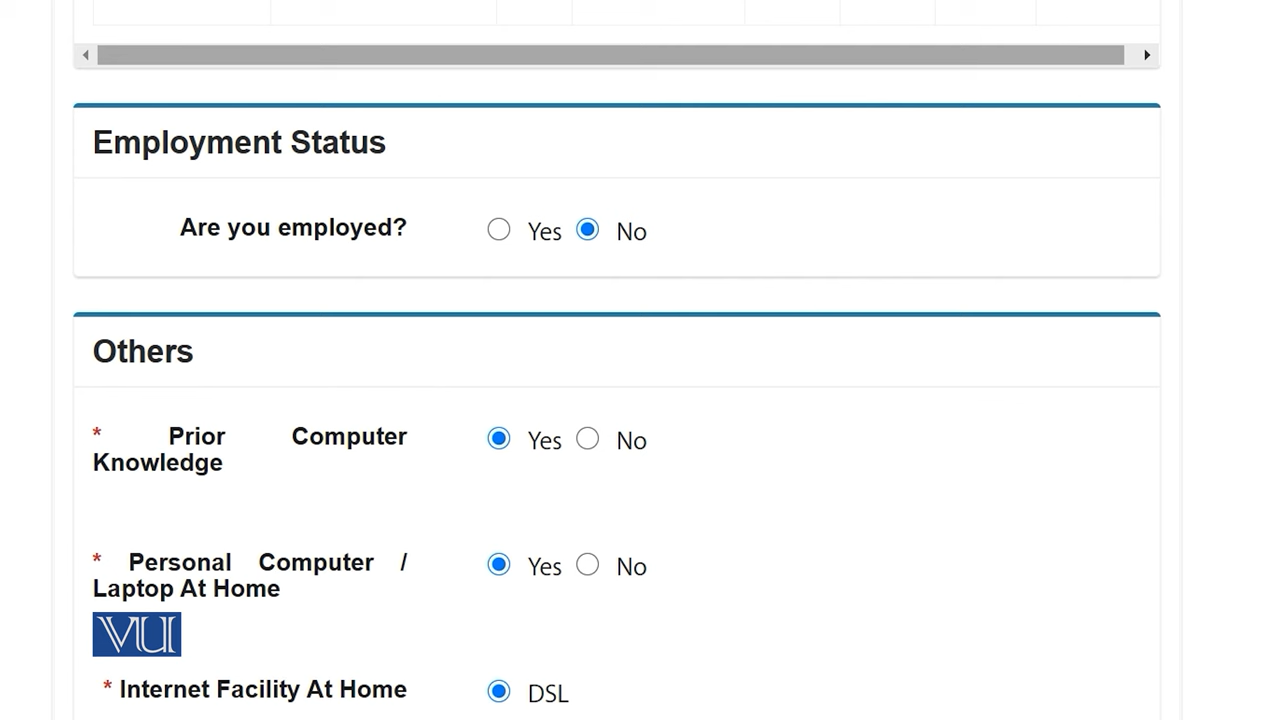 Employment Status
Are you employed?
Yes No
Others
* Prior Computer
Knowledge
Yes No
* Personal Computer /
Laptop At Home
Yes No
VU
* Internet Facility At Home
DSL